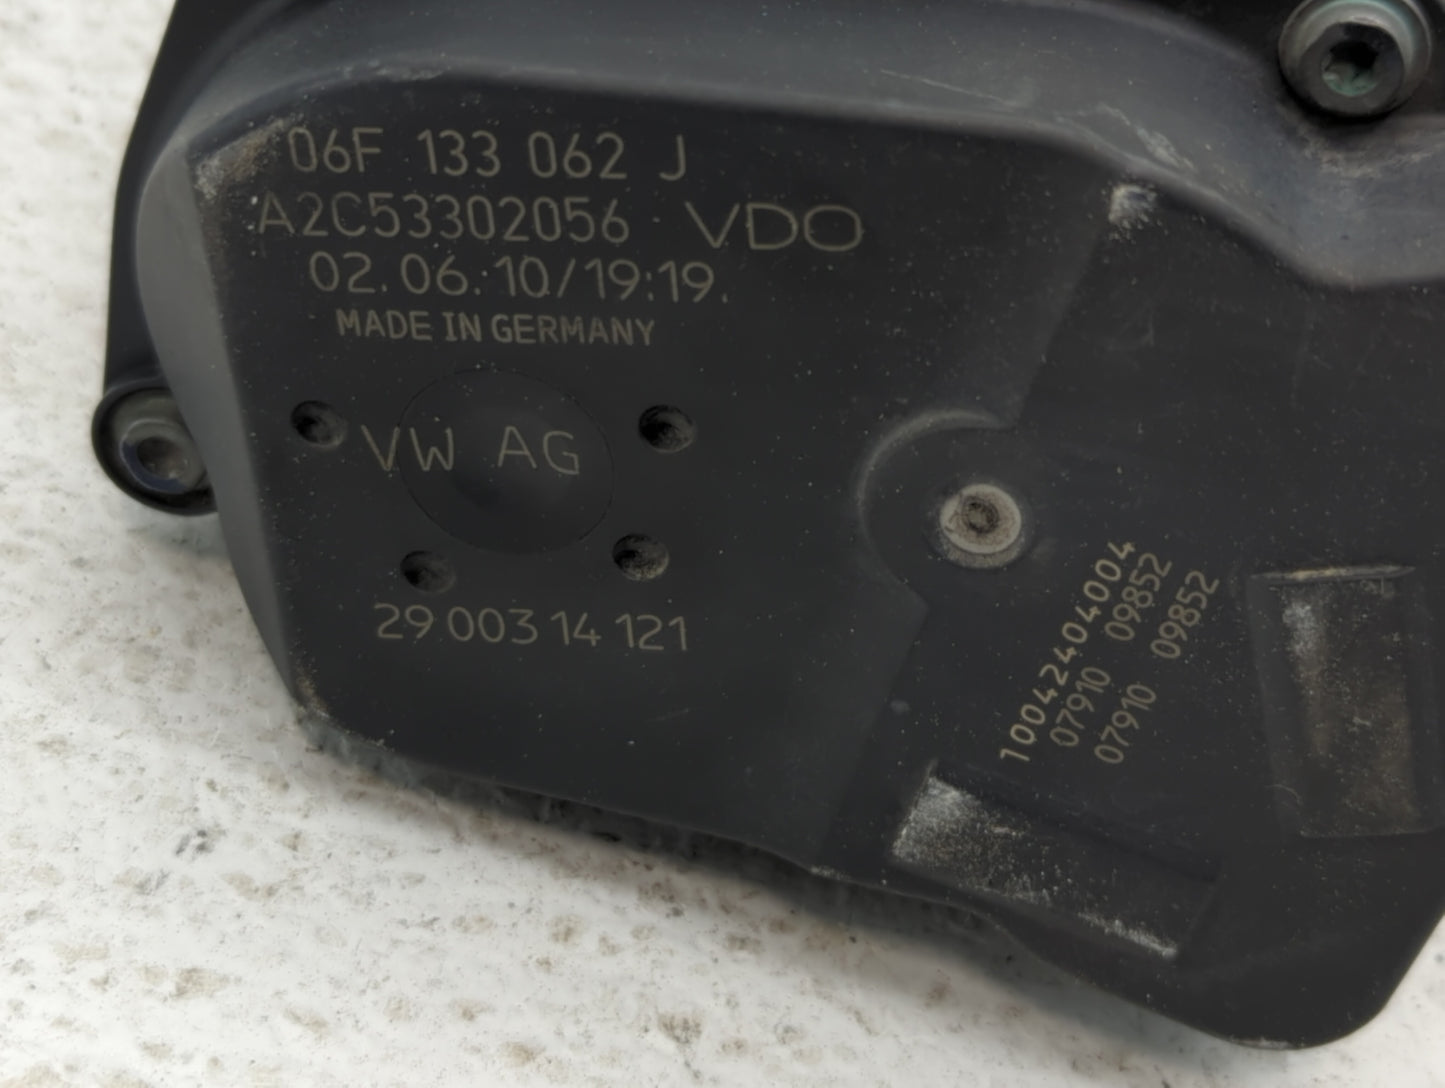 06F 133 062 J
A2C53302056 VDO
02.06.10/19:19
MADE IN GERMANY
VW AG
29 003 14 121
10042404004
07910 09852
07910 09852